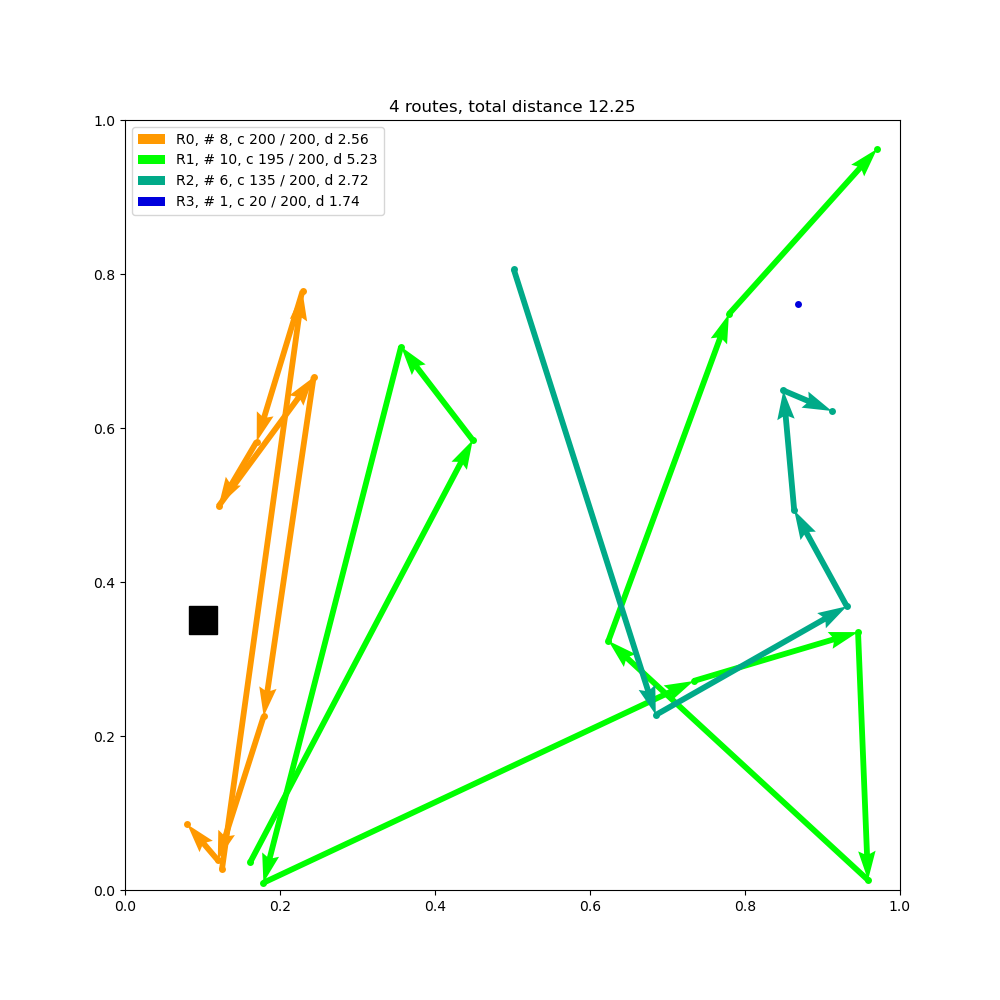 4 routes, total distance 12.25
R0, # 8, c 200 / 200, d 2.56
R1, # 10, c 195 / 200, d 5.23
R2, # 6, c 135 / 200, d 2.72
R3, # 1, c 20 / 200, d 1.74
1.0
0.8
0.6
0.4
0.2
0.0
0.0 0.2 0.4 0.6 0.8 1.0